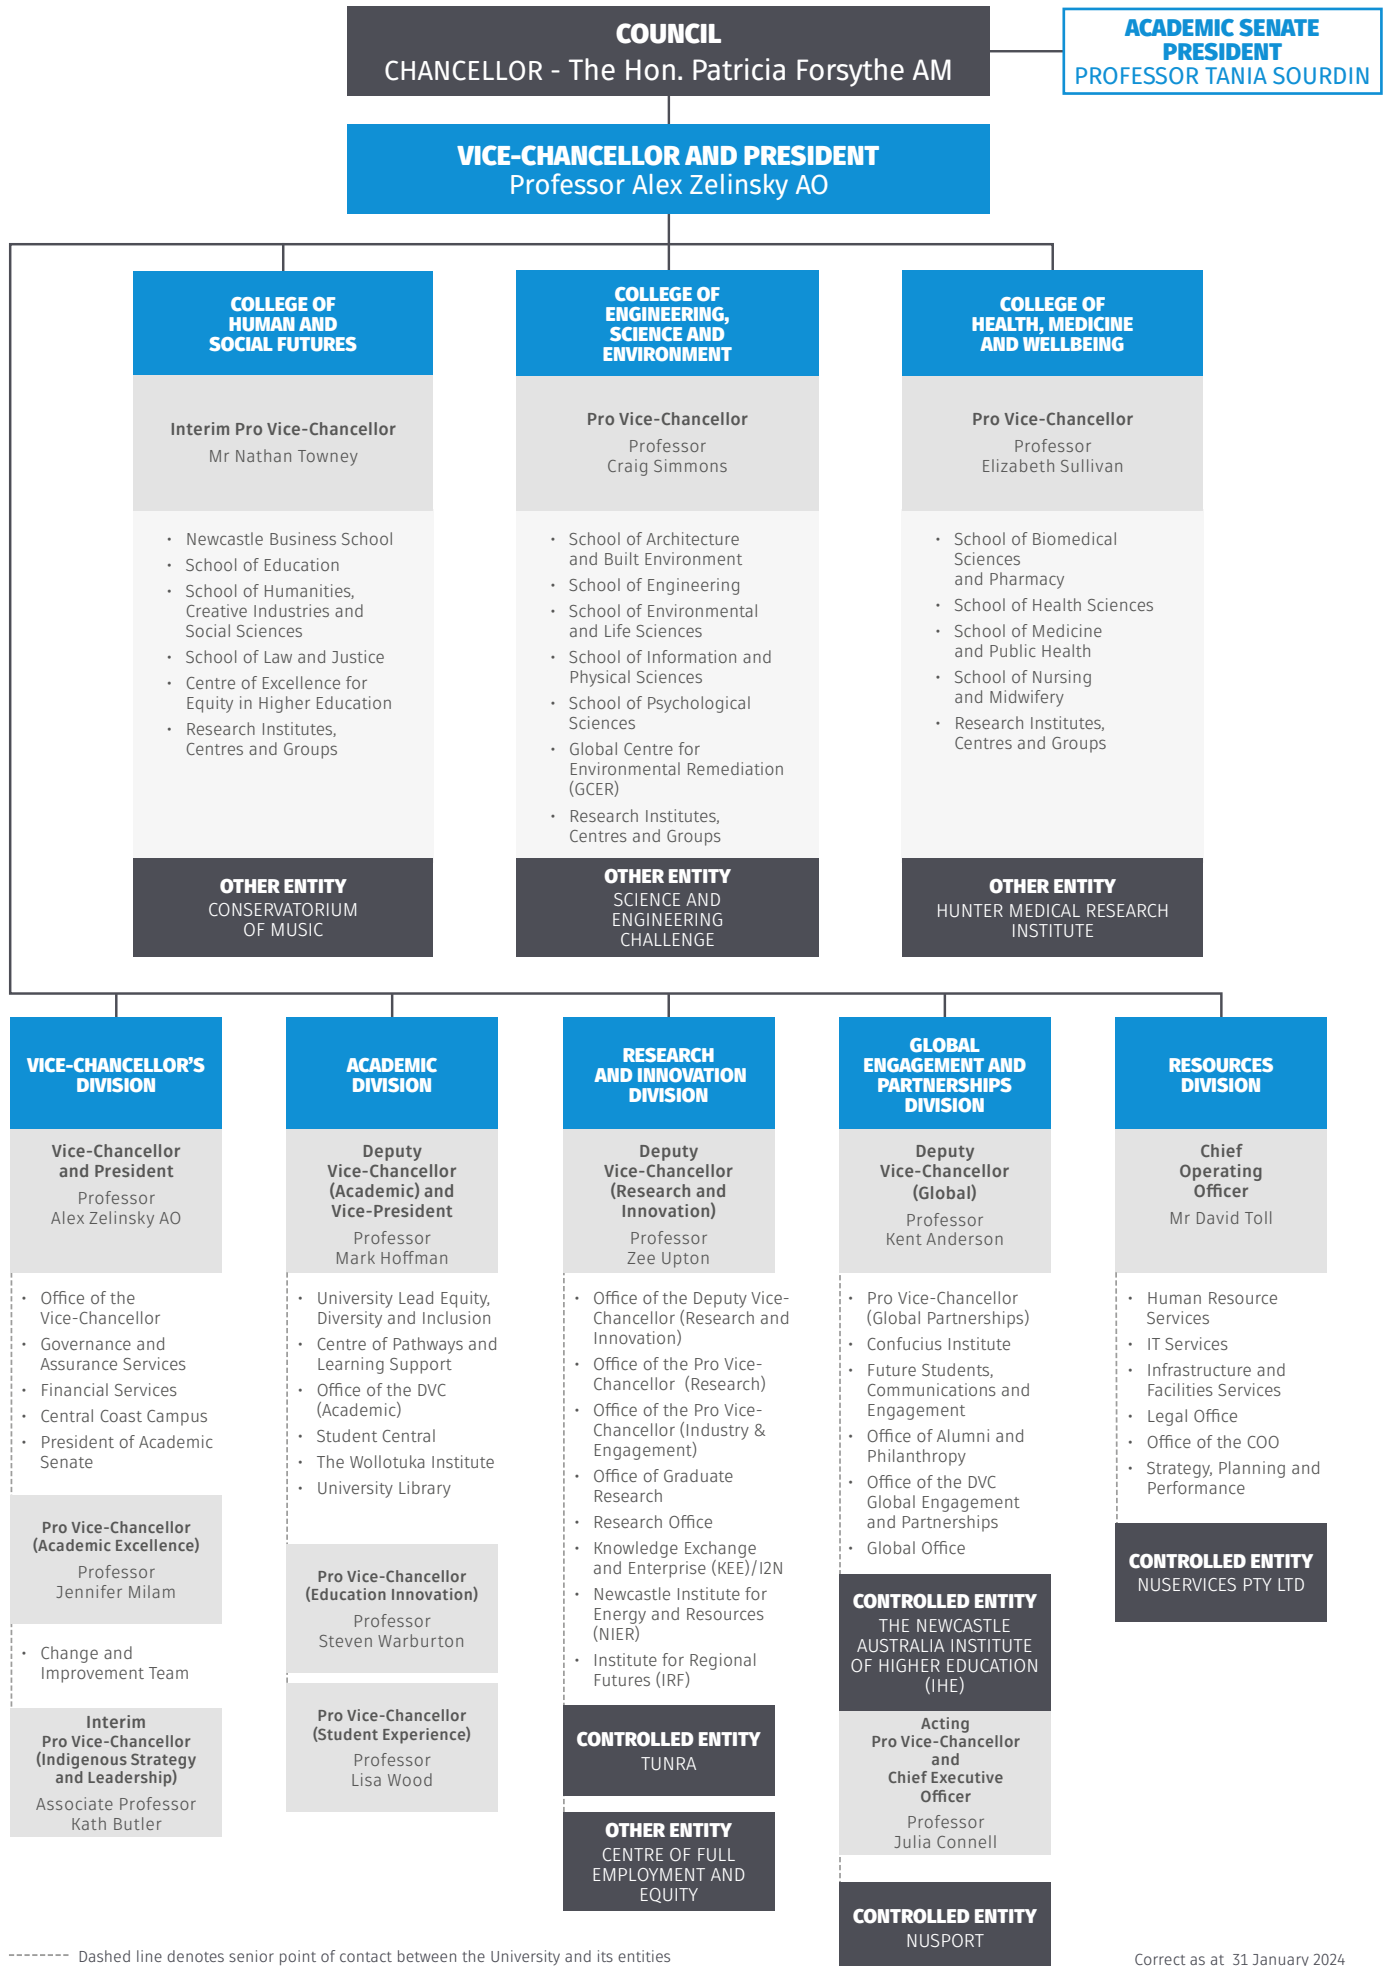 COUNCIL
CHANCELLOR - The Hon. Patricia Forsythe AM
ACADEMIC SENATE
PRESIDENT
PROFESSOR TANIA SOURDIN
VICE-CHANCELLOR AND PRESIDENT
Professor Alex Zelinsky AO
COLLEGE OF
HUMAN AND
SOCIAL FUTURES
Interim Pro Vice-Chancellor
Mr Nathan Towney
• Newcastle Business School
• School of Education
• School of Humanities,
Creative Industries and
Social Sciences
• School of Law and Justice
• Centre of Excellence for
Equity in Higher Education
• Research Institutes,
Centres and Groups
OTHER ENTITY
CONSERVATORIUM
OF MUSIC
COLLEGE OF
ENGINEERING,
SCIENCE AND
ENVIRONMENT
Pro Vice-Chancellor
Professor
Craig Simmons
• School of Architecture
and Built Environment
• School of Engineering
• School of Environmental
and Life Sciences
• School of Information and
Physical Sciences
• School of Psychological
Sciences
• Global Centre for
Environmental Remediation
(GCER)
• Research Institutes,
Centres and Groups
OTHER ENTITY
SCIENCE AND
ENGINEERING
CHALLENGE
COLLEGE OF
HEALTH, MEDICINE
AND WELLBEING
Pro Vice-Chancellor
Professor
Elizabeth Sullivan
• School of Biomedical
Sciences
and Pharmacy
• School of Health Sciences
• School of Medicine
and Public Health
• School of Nursing
and Midwifery
• Research Institutes,
Centres and Groups
OTHER ENTITY
HUNTER MEDICAL RESEARCH
INSTITUTE
VICE-CHANCELLOR'S
DIVISION
Vice-Chancellor
and President
Professor
Alex Zelinsky AO
• Office of the
Vice-Chancellor
• Governance and
Assurance Services
• Financial Services
• Central Coast Campus
• President of Academic
Senate
Pro Vice-Chancellor
(Academic Excellence)
Professor
Jennifer Milam
• Change and
Improvement Team
Interim
Pro Vice-Chancellor
(Indigenous Strategy
and Leadership)
Associate Professor
Kath Butler
ACADEMIC
DIVISION
Deputy
Vice-Chancellor
(Academic) and
Vice-President
Professor
Mark Hoffman
• University Lead Equity,
Diversity and Inclusion
• Centre of Pathways and
Learning Support
• Office of the DVC
(Academic)
• Student Central
• The Wollotuka Institute
• University Library
Pro Vice-Chancellor
(Education Innovation)
Professor
Steven Warburton
Pro Vice-Chancellor
(Student Experience)
Professor
Lisa Wood
RESEARCH
AND INNOVATION
DIVISION
Deputy
Vice-Chancellor
(Research and
Innovation)
Professor
Zee Upton
• Office of the Deputy Vice-
Chancellor (Research and
Innovation)
• Office of the Pro Vice-
Chancellor (Research)
• Office of the Pro Vice-
Chancellor (Industry &
Engagement)
• Office of Graduate
Research
• Research Office
• Knowledge Exchange
and Enterprise (KEE)/I2N
• Newcastle Institute for
Energy and Resources
(NIER)
• Institute for Regional
Futures (IRF)
CONTROLLED ENTITY
TUNRA
OTHER ENTITY
CENTRE OF FULL
EMPLOYMENT AND
EQUITY
GLOBAL
ENGAGEMENT AND
PARTNERSHIPS
DIVISION
Deputy
Vice-Chancellor
(Global)
Professor
Kent Anderson
• Pro Vice-Chancellor
(Global Partnerships)
• Confucius Institute
• Future Students,
Communications and
Engagement
• Office of Alumni and
Philanthropy
• Office of the DVC
Global Engagement
and Partnerships
• Global Office
CONTROLLED ENTITY
THE NEWCASTLE
AUSTRALIA INSTITUTE
OF HIGHER EDUCATION
(IHE)
Acting
Pro Vice-Chancellor
and
Chief Executive
Officer
Professor
Julia Connell
CONTROLLED ENTITY
NUSPORT
RESOURCES
DIVISION
Chief
Operating
Officer
Mr David Toll
• Human Resource
Services
• IT Services
• Infrastructure and
Facilities Services
• Legal Office
• Office of the COO
• Strategy, Planning and
Performance
CONTROLLED ENTITY
NUSERVICES PTY LTD
Dashed line denotes senior point of contact between the University and its entities
Correct as at 31 January 2024